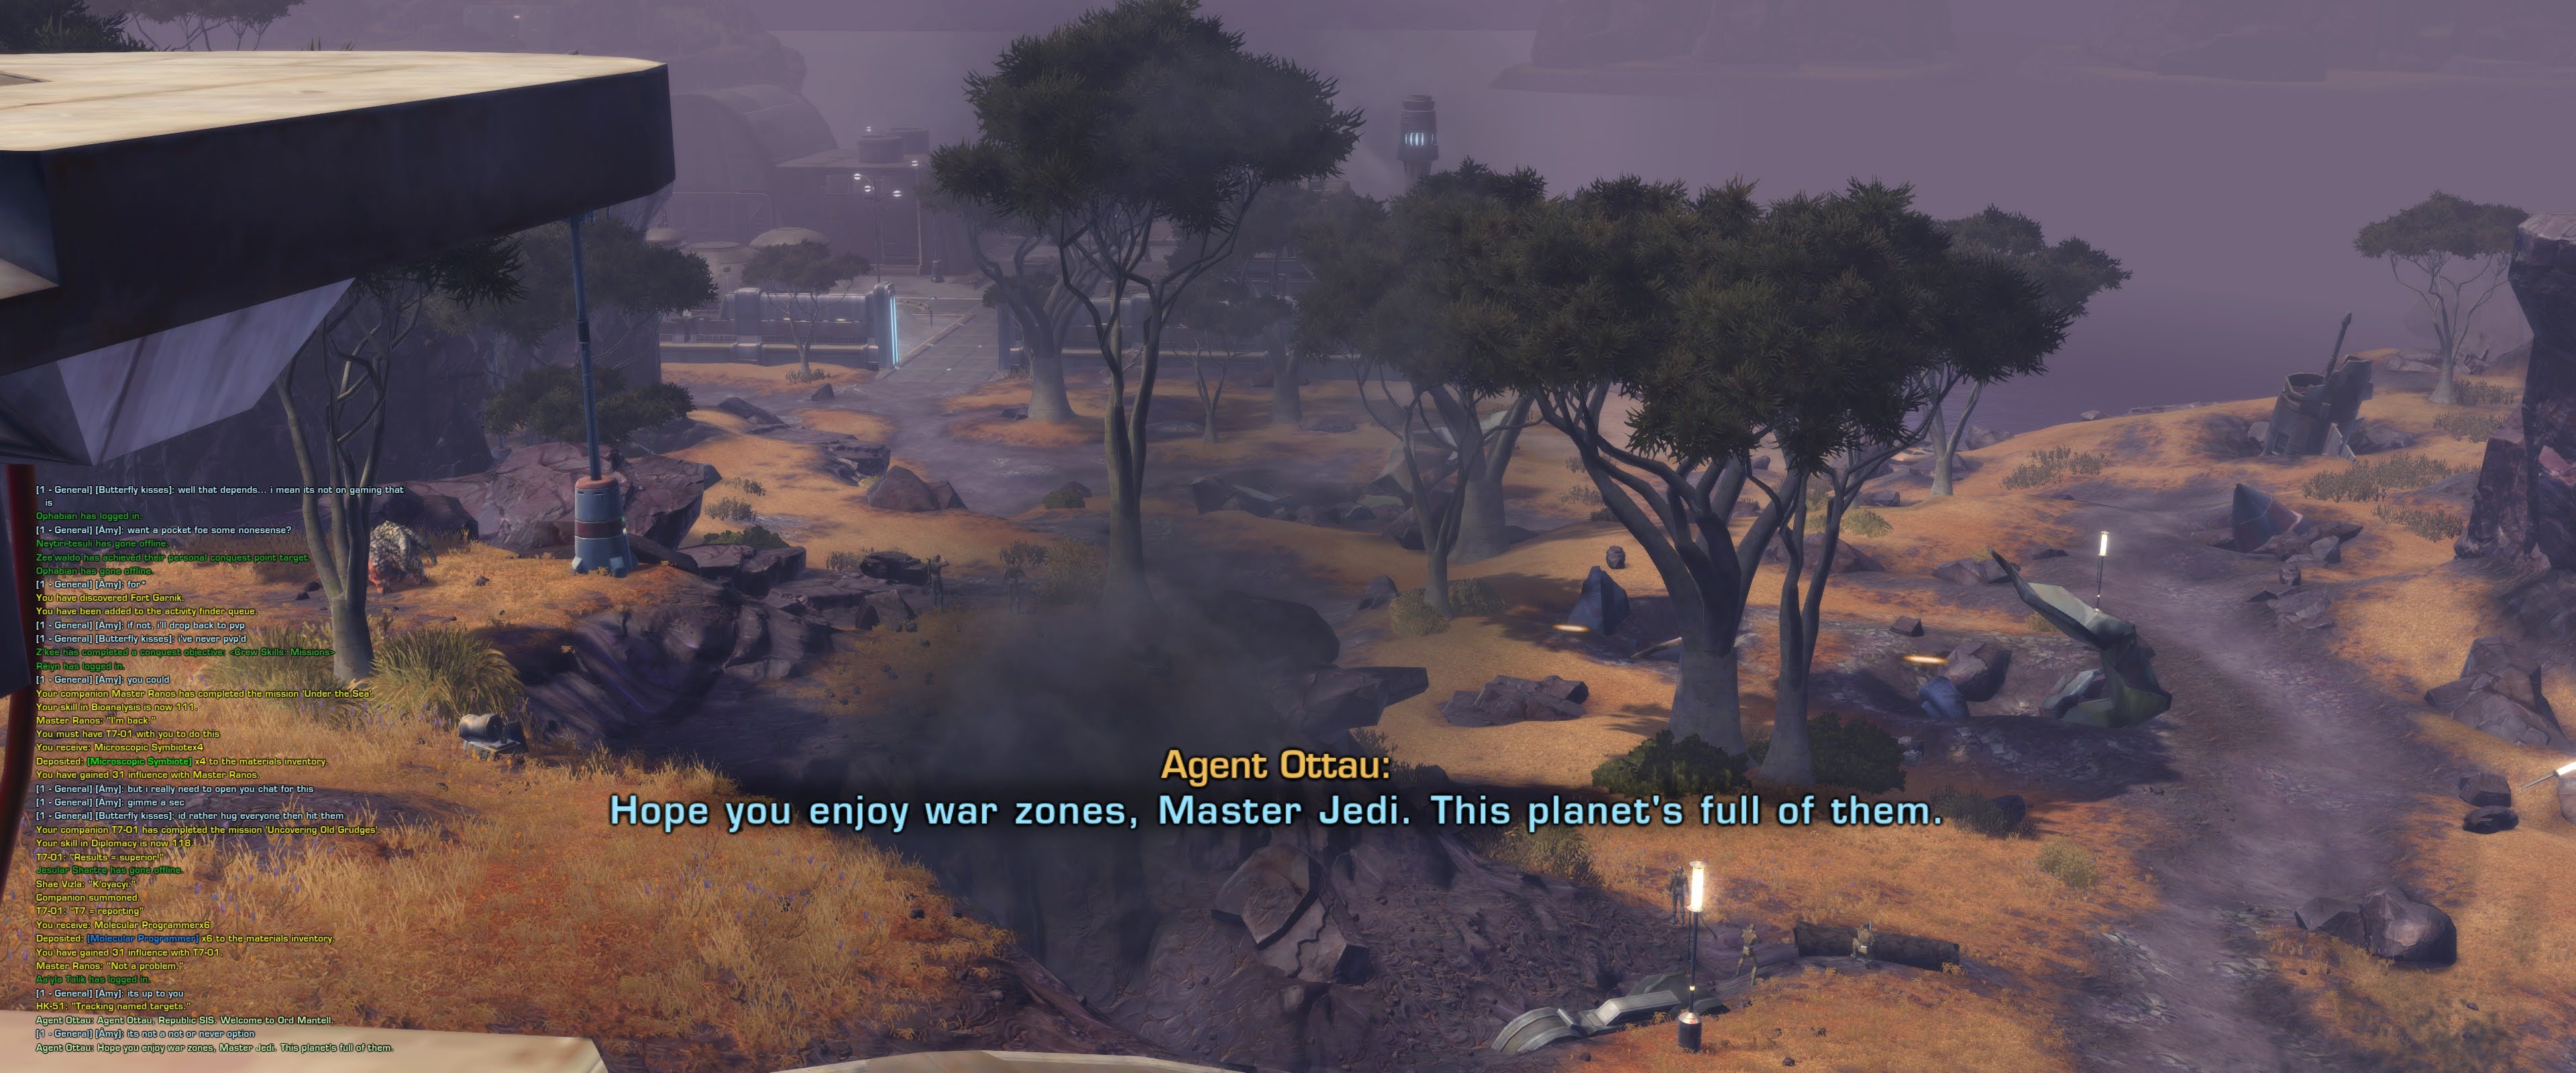 [1 - General] [Butterfly kisses]: well that depends... i mean its not on gaming that
is
Ophabian has logged in.
[1 - General] [Àmy]: want a pocket foe some nonesense?
Neytiri-tesuli has gone offline.
Zee'waldo has achieved their personal conquest point target.
Ophabian has gone offline.
[1 - General] [Àmy]: for*
You have discovered Fort Garnik.
You have been added to the activity finder queue.
[1 - General] [Àmy]: if not, i'll drop back to pvp
[1 - General] [Butterfly kisses]: i've never pvp'd
Z'kee has completed a conquest objective: <Crew Skills: Missions>
Rèiyn has logged in.
[1 - General] [Àmy]: you could
Your companion Master Ranos has completed the mission 'Under the Sea'.
Your skill in Bioanalysis is now 111.
Master Ranos: "I'm back."
You must have T7-01 with you to do this
You receive: Microscopic Symbiotex4
Deposited: [Microscopic Symbiote] x4 to the materials inventory.
You have gained 31 influence with Master Ranos.
[1 - General] [Àmy]: but i really need to open you chat for this
[1 - General] [Àmy]: gimme a sec
[1 - General] [Butterfly kisses]: id rather hug everyone then hit them
Your companion T7-01 has completed the mission 'Uncovering Old Grudges'.
Your skill in Diplomacy is now 118.
T7-01: "Results = superior!"
Jesular Shartre has gone offline.
Shae Vizla: "K'oyacyi."
Companion summoned.
T7-01: "T7 = reporting"
You receive: Molecular Programmerx6
Deposited: [Molecular Programmer] x6 to the materials inventory.
You have gained 31 influence with T7-01.
Master Ranos: "Not a problem."
has logged in.
[1 - General] [Àmy]: its up to you
HK-51: "Tracking named targets."
Agent Ottau: Agent Ottau, Republic SIS. Welcome to Ord Mantell.
[1 - General] [Àmy]: its not a not or never option
Agent Ottau: Hope you enjoy war zones, Master Jedi. This planet's full of them.
Agent Ottau:
Hope you enjoy war zones, Master Jedi. This planet's full of them.